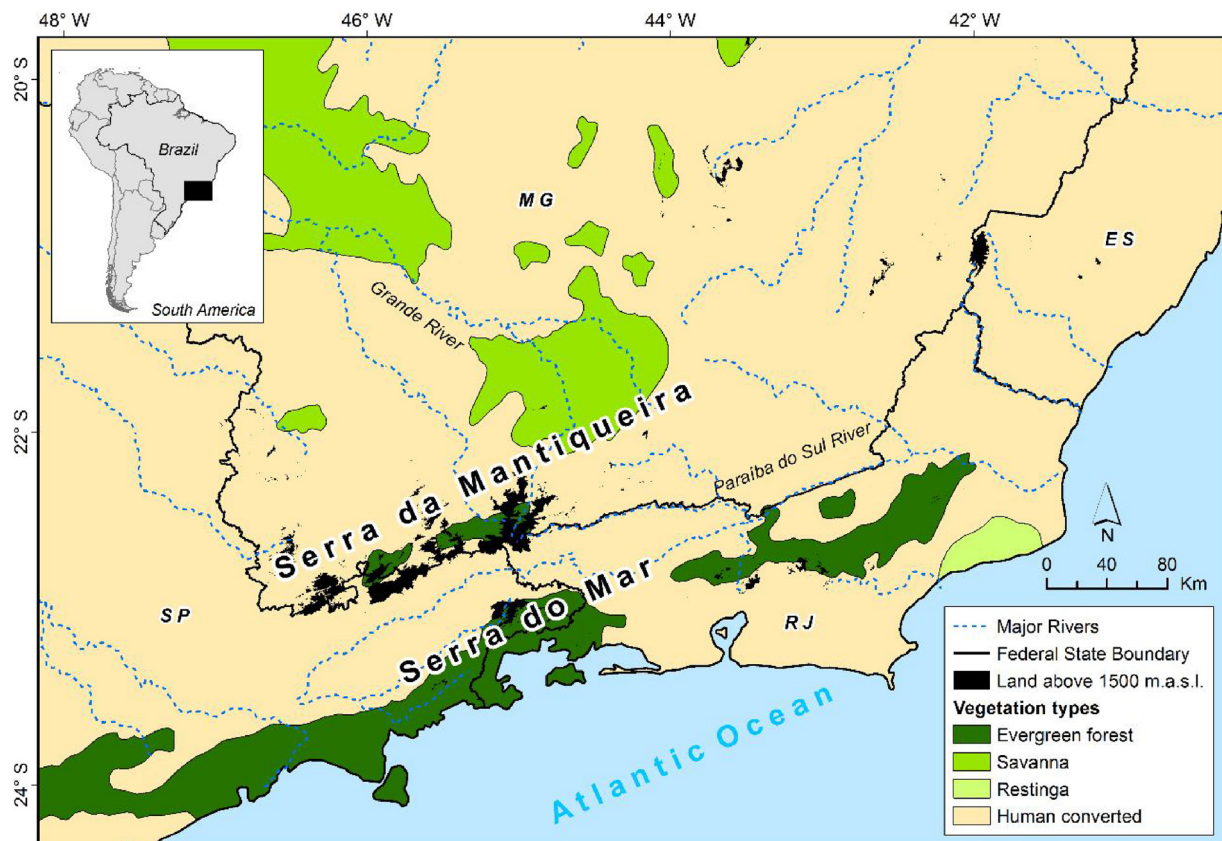 48° W
46° W
44° W
42° W
20° S
22° S
24° S
Brazil
South America
MG
ES
SP
RJ
Grande River
Paraíba do Sul River
Serra da Mantiqueira
Serra do Mar
Atlantic Ocean
N
0 40 80
Km
Major Rivers
Federal State Boundary
Land above 1500 m.a.s.l.
Vegetation types
Evergreen forest
Savanna
Restinga
Human converted